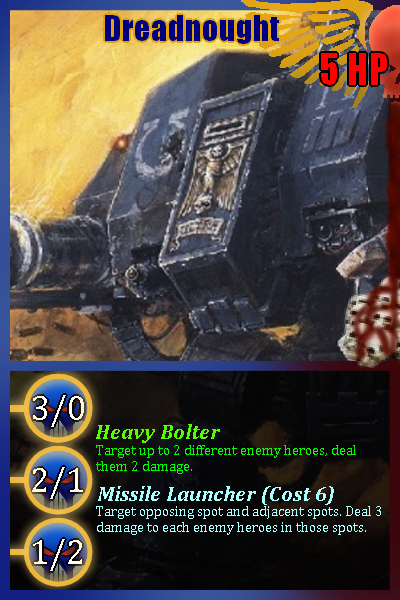 Dreadnought
5 HP
3/0
Heavy Bolter
Target up to 2 different enemy heroes, deal
them 2 damage.
2/1
Missile Launcher (Cost 6)
Target opposing spot and adjacent spots. Deal 3
damage to each enemy heroes in those spots.
1/2